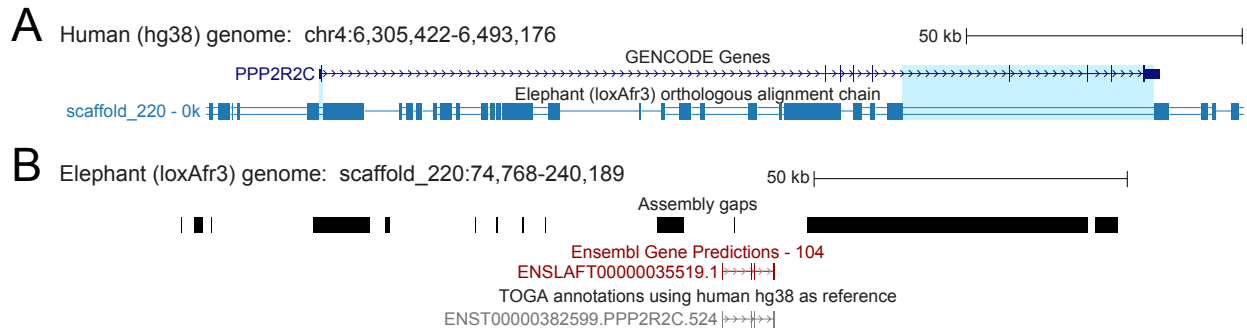 A Human (hg38) genome: chr4:6,305,422-6,493,176
50 kb
GENCODE Genes
PPP2R2C
Elephant (loxAfr3) orthologous alignment chain
scaffold_220 - 0k
B Elephant (loxAfr3) genome: scaffold_220:74,768-240,189
50 kb
Assembly gaps
Ensembl Gene Predictions - 104
ENSLAFT00000035519.1
TOGA annotations using human hg38 as reference
ENST00000382599.PPP2R2C.524